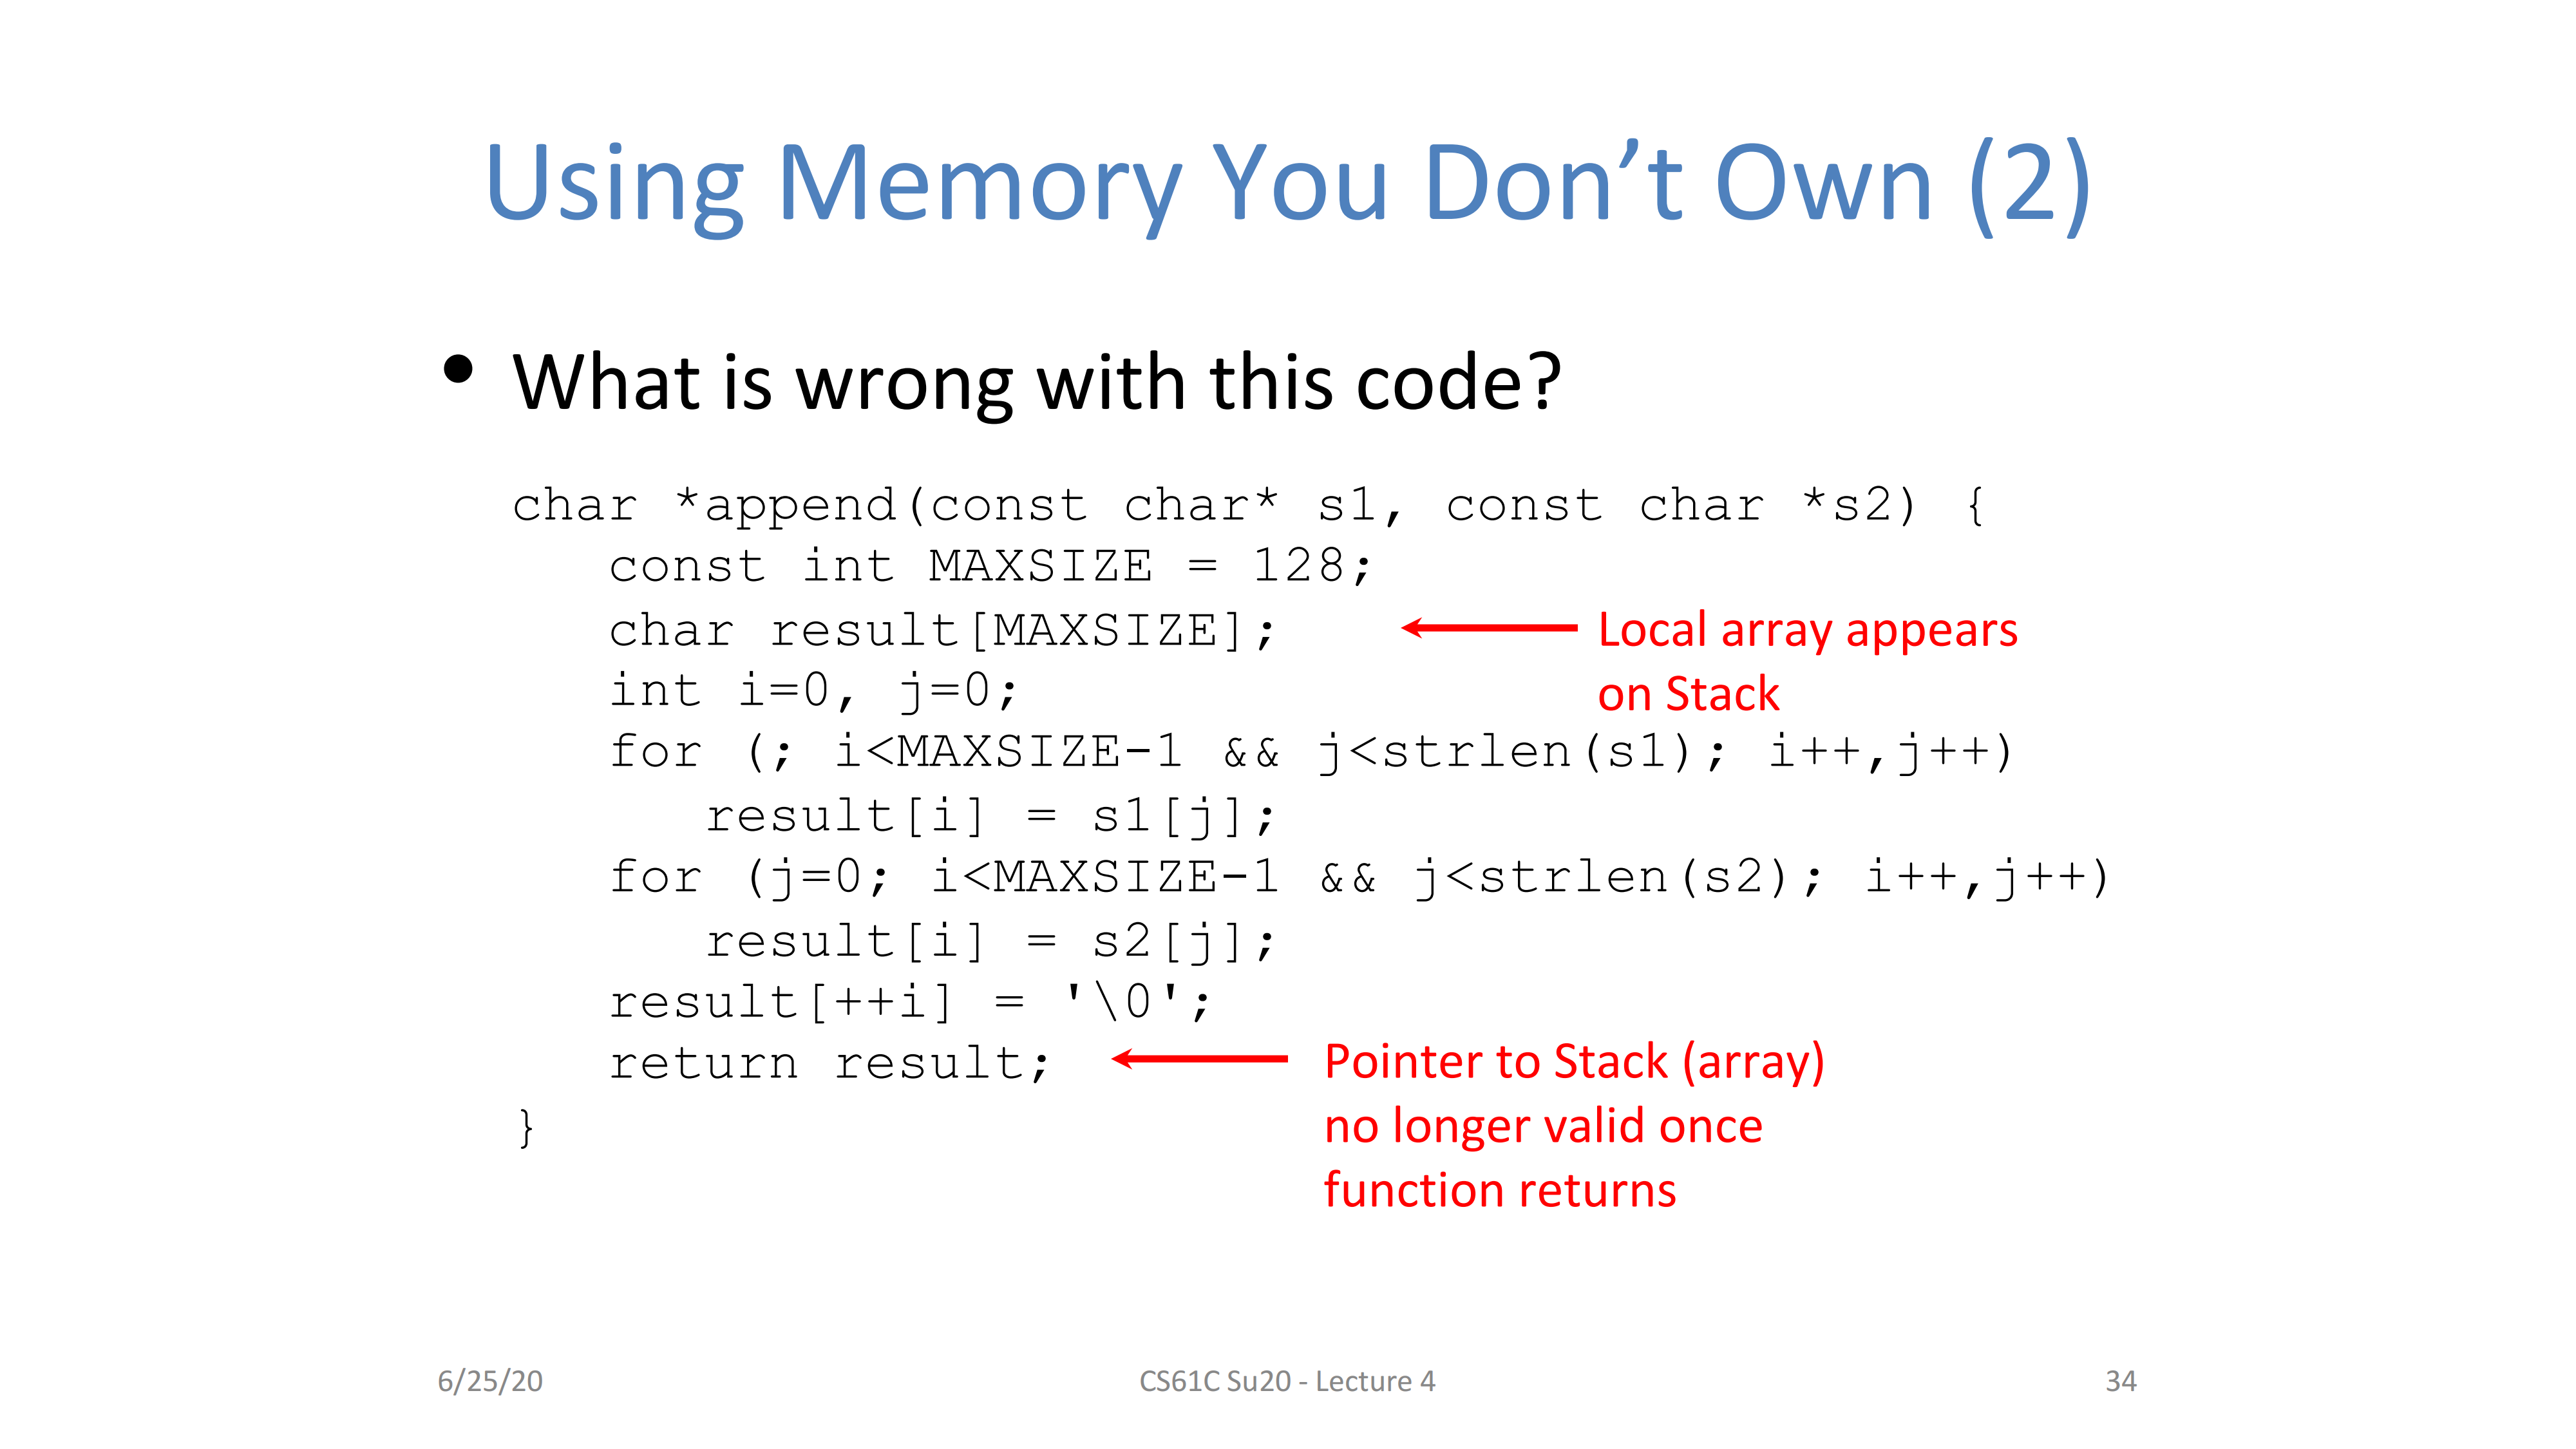 Using Memory You Don’t Own (2)
• What is wrong with this code?
char *append(const char* s1, const char *s2) {
const int MAXSIZE = 128;
char result[MAXSIZE];
Local array appears
on Stack
int i=0, j=0;
for (; i<MAXSIZE-1 && j<strlen(s1); i++,j++)
result[i] = s1[j];
for (j=0; i<MAXSIZE-1 && j<strlen(s2); i++,j++)
result[i] = s2[j];
result[++i] = '\0';
return result;
Pointer to Stack (array)
no longer valid once
function returns
}
6/25/20
CS61C Su20 - Lecture 4
34